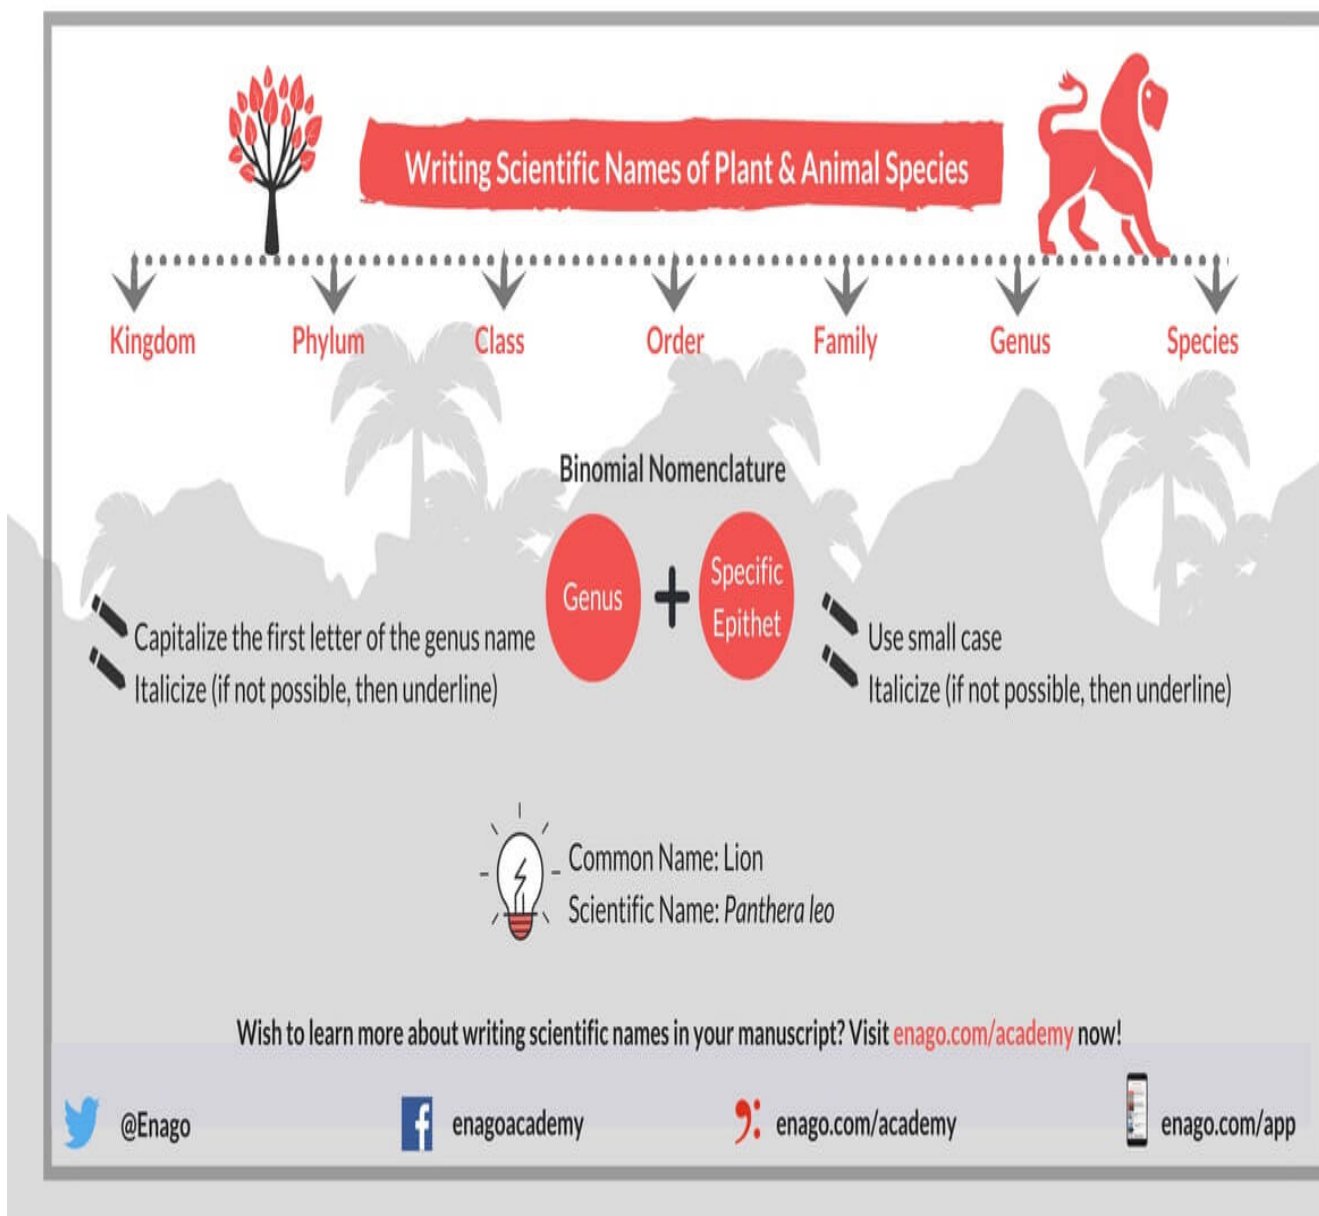 Writing Scientific Names of Plant & Animal Species
Kingdom Phylum Class Order Family Genus Species
Binomial Nomenclature
Genus + Specific Epithet
Capitalize the first letter of the genus name
Italicize (if not possible, then underline)
Use small case
Italicize (if not possible, then underline)
Common Name: Lion
Scientific Name: Panthera leo
Wish to learn more about writing scientific names in your manuscript? Visit enago.com/academy now!
@Enago enagoacademy enago.com/academy enago.com/app